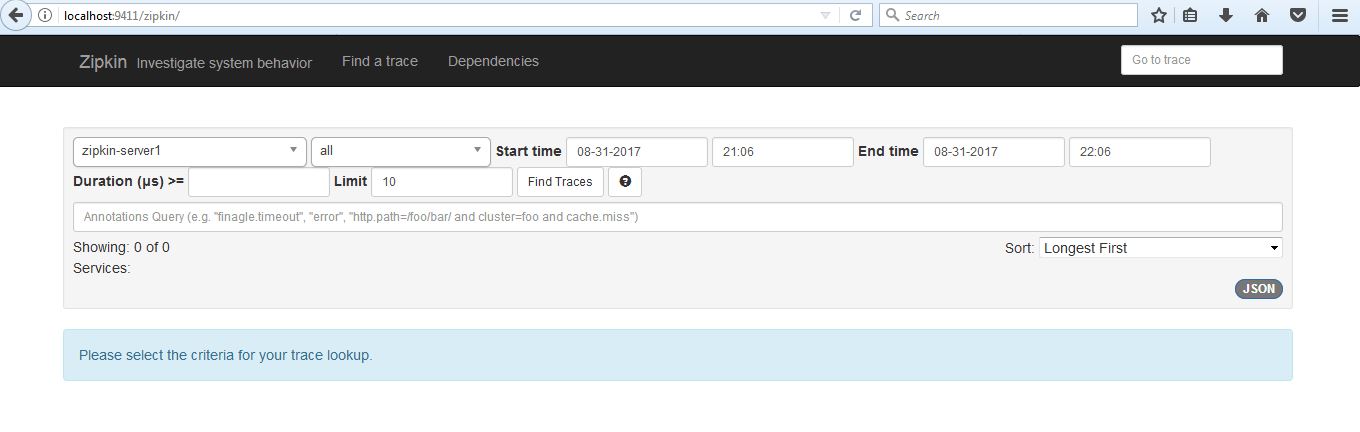 localhost:9411/zipkin/ Search
Zipkin Investigate system behavior Find a trace Dependencies Go to trace
zipkin-server1 all Start time 08-31-2017 21:06 End time 08-31-2017 22:06
Duration (μs) >= Limit 10 Find Traces
Annotations Query (e.g. "finagle.timeout", "error", "http.path=/foo/bar/ and cluster=foo and cache.miss")
Showing: 0 of 0 Sort: Longest First
Services:
JSON
Please select the criteria for your trace lookup.